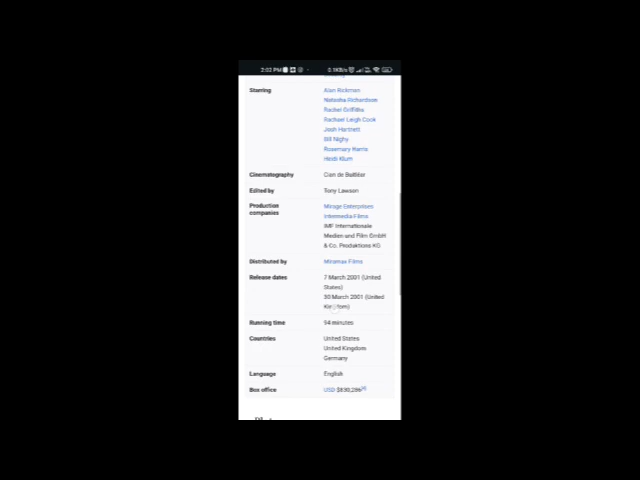 2:02 PM
Starring
Alan Rickman
Natasha Richardson
Rachel Griffiths
Rachael Leigh Cook
Josh Hartnett
Bill Nighy
Rosemary Harris
Heidi Klum
Cinematography
Cian de Buitléar
Edited by
Tony Lawson
Production
companies
Mirage Enterprises
Intermedia Films
IMF Internationale
Medien und Film GmbH
& Co. Produktions KG
Distributed by
Miramax Films
Release dates
7 March 2001 (United
States)
30 March 2001 (United
Kingdom)
Running time
94 minutes
Countries
United States
United Kingdom
Germany
Language
English
Box office